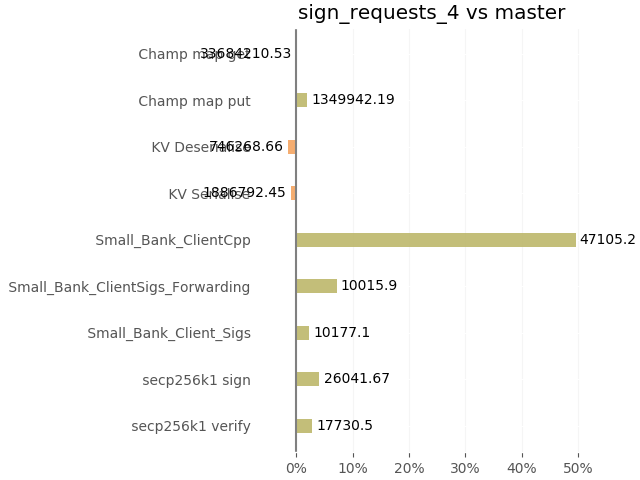 sign_requests_4 vs master
Champ map get 33684210.53
Champ map put 1349942.19
KV Deserialise 746268.66
KV Serialise 1886792.45
Small_Bank_ClientCpp 47105.2
Small_Bank_ClientSigs_Forwarding 10015.9
Small_Bank_Client_Sigs 10177.1
secp256k1 sign 26041.67
secp256k1 verify 17730.5
0% 10% 20% 30% 40% 50%